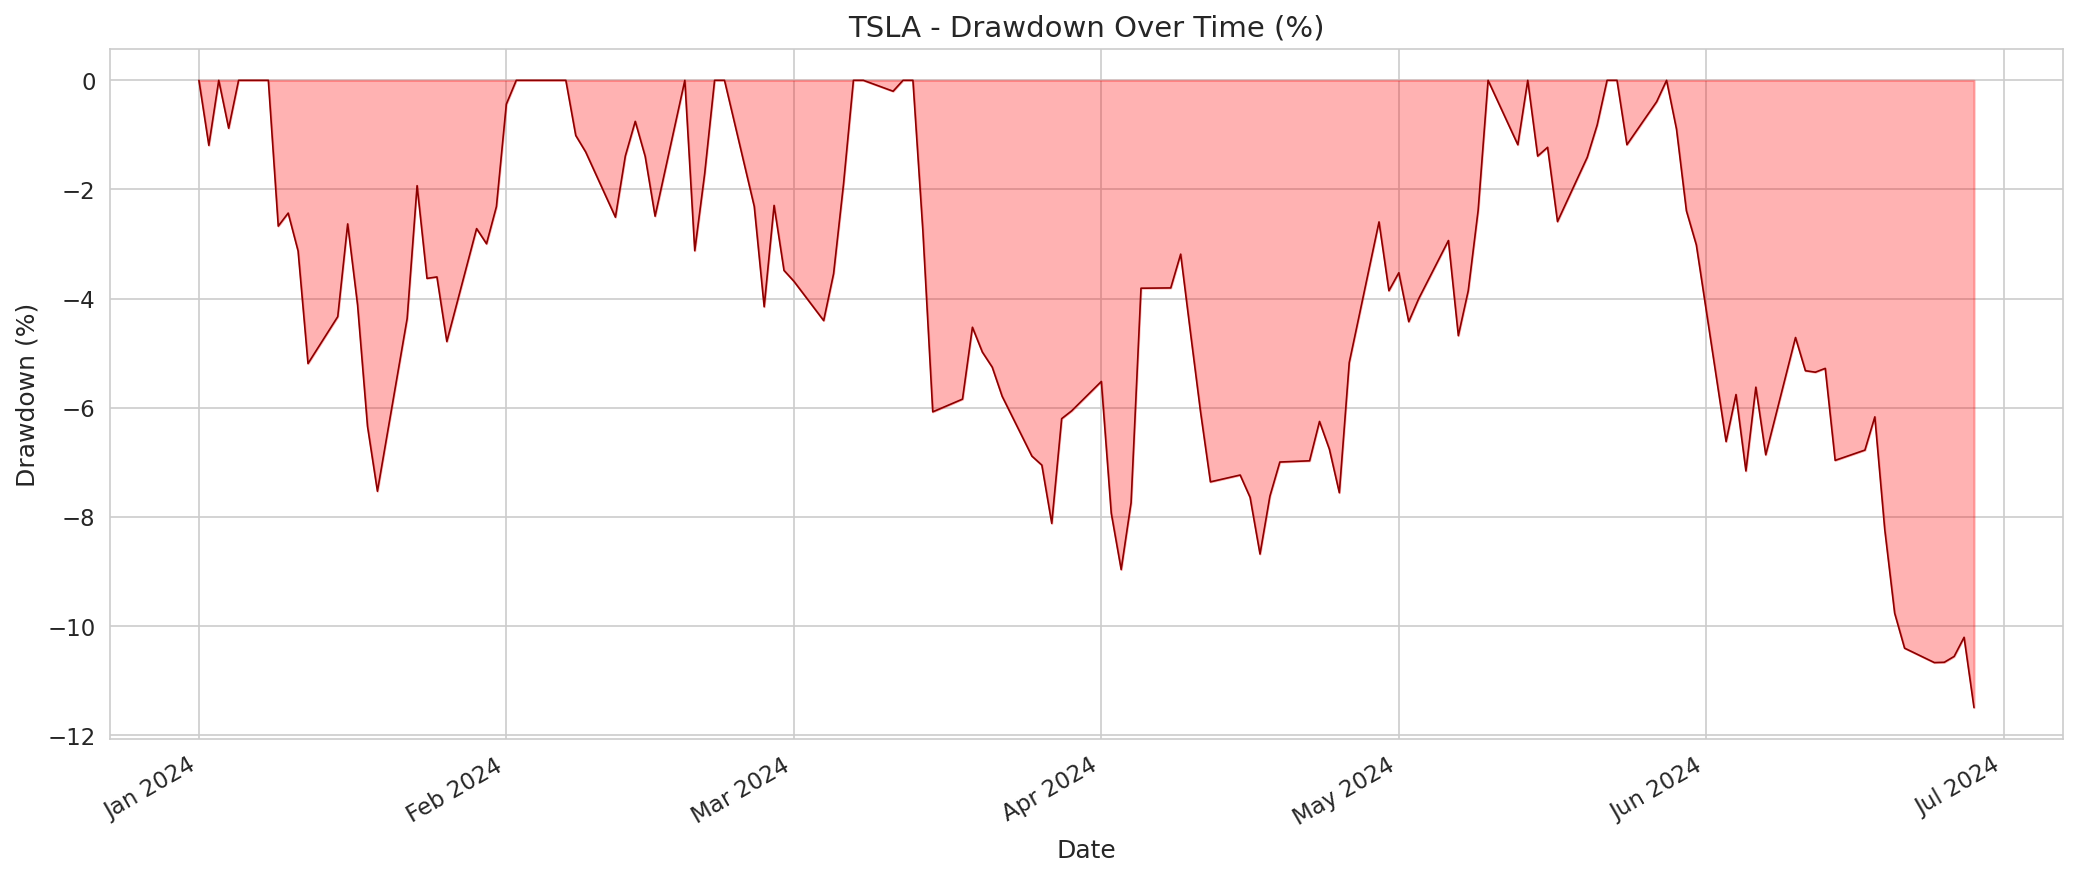 TSLA - Drawdown Over Time (%)
Drawdown (%)
0
−2
−4
−6
−8
−10
−12
Jan 2024
Feb 2024
Mar 2024
Apr 2024
May 2024
Jun 2024
Jul 2024
Date